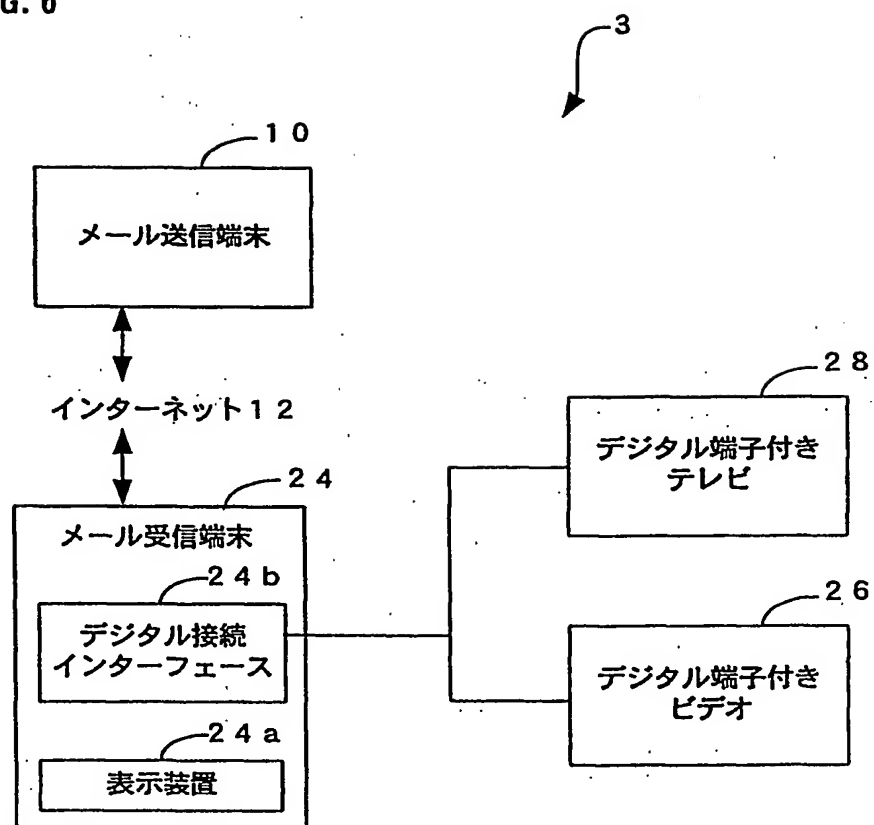 3
10
メール送信端末
インターネット12
24
メール受信端末
24b
デジタル接続
インターフェース
24a
表示装置
28
デジタル端子付き
テレビ
26
デジタル端子付き
ビデオ